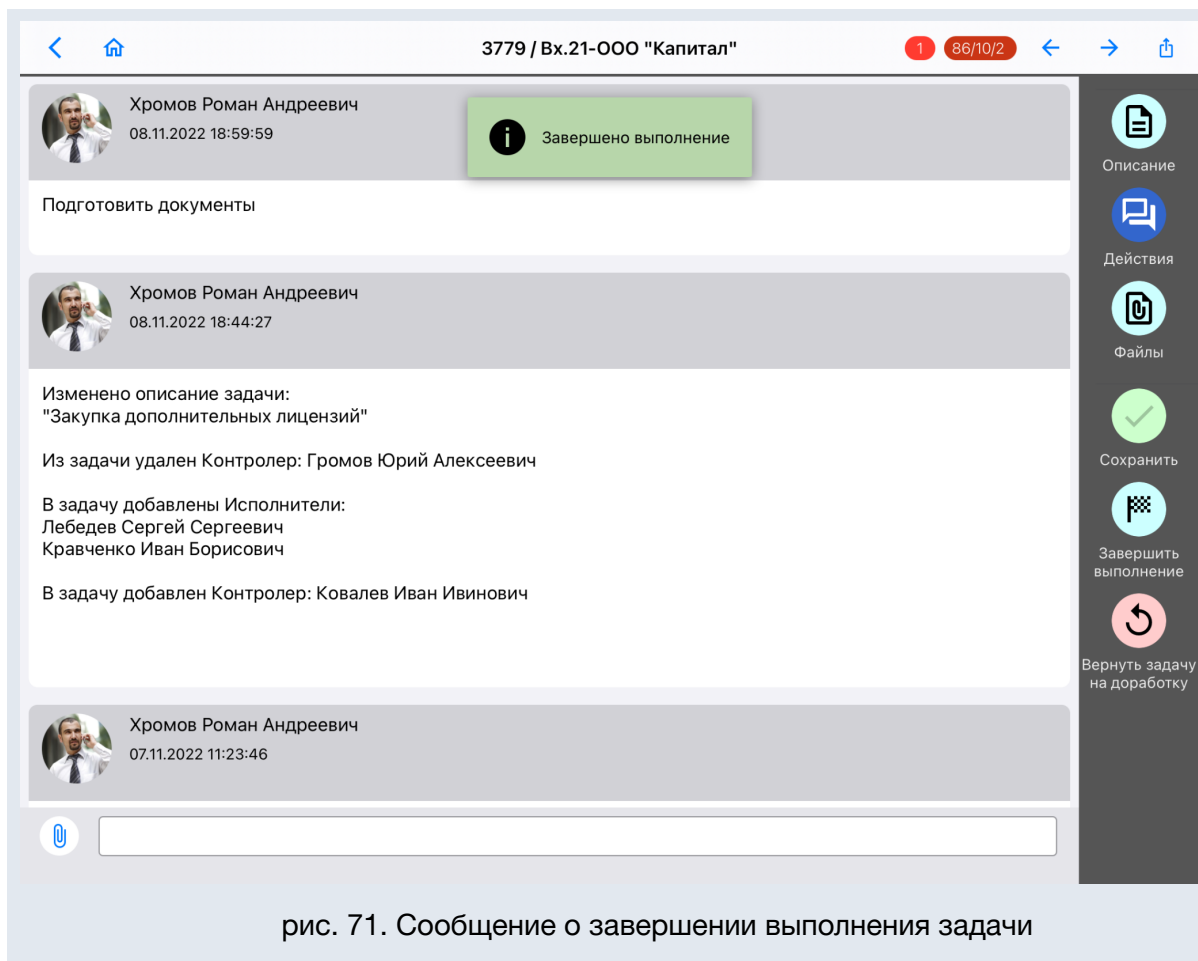 3779 / Вх.21-ООО "Капитал"
1
86/10/2
Хромов Роман Андреевич
08.11.2022 18:59:59
Завершено выполнение
Подготовить документы
Хромов Роман Андреевич
08.11.2022 18:44:27
Изменено описание задачи:
"Закупка дополнительных лицензий"
Из задачи удален Контролер: Громов Юрий Алексеевич
В задачу добавлены Исполнители:
Лебедев Сергей Сергеевич
Кравченко Иван Борисович
В задачу добавлен Контролер: Ковалев Иван Ивинович
Хромов Роман Андреевич
07.11.2022 11:23:46
Описание
Действия
Файлы
Сохранить
Завершить
выполнение
Вернуть задачу
на доработку
рис. 71. Сообщение о завершении выполнения задачи